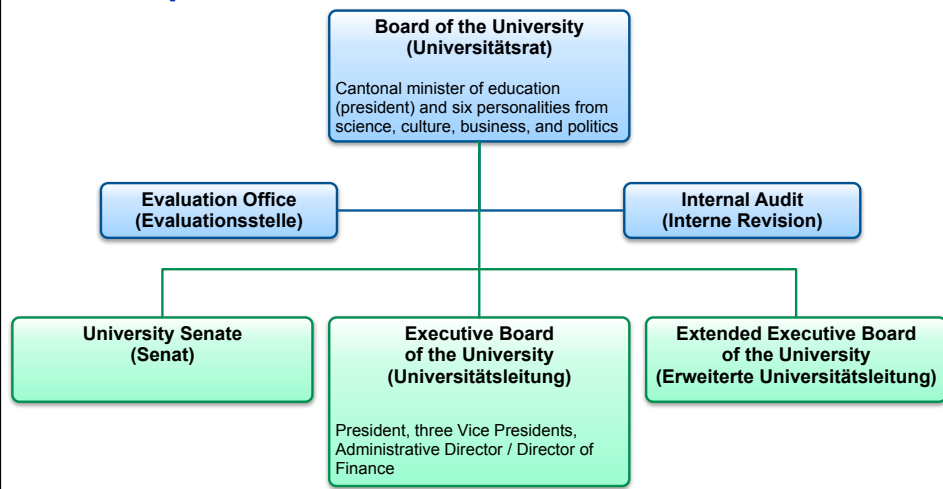 Board of the University
(Universitätsrat)
Cantonal minister of education
(president) and six personalities from
science, culture, business, and politics
Evaluation Office
(Evaluationsstelle)
Internal Audit
(Interne Revision)
University Senate
(Senat)
Executive Board
of the University
(Universitätsleitung)
President, three Vice Presidents,
Administrative Director / Director of
Finance
Extended Executive Board
of the University
(Erweiterte Universitätsleitung)